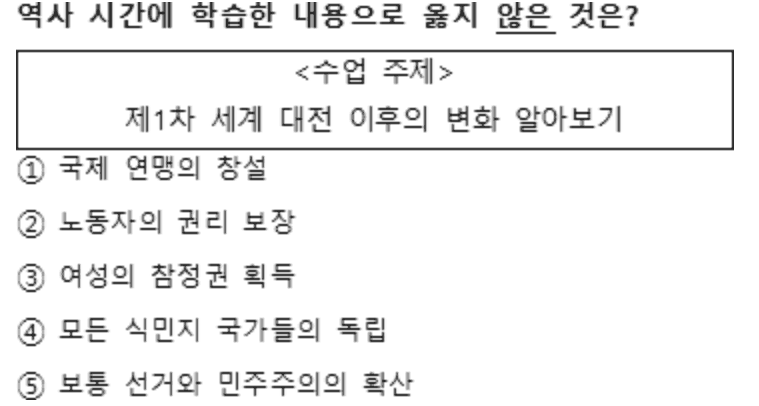 역사 시간에 학습한 내용으로 옳지 않은 것은?
<수업 주제>
제1차 세계 대전 이후의 변화 알아보기
① 국제 연맹의 창설
② 노동자의 권리 보장
③ 여성의 참정권 획득
④ 모든 식민지 국가들의 독립
⑤ 보통 선거와 민주주의의 확산